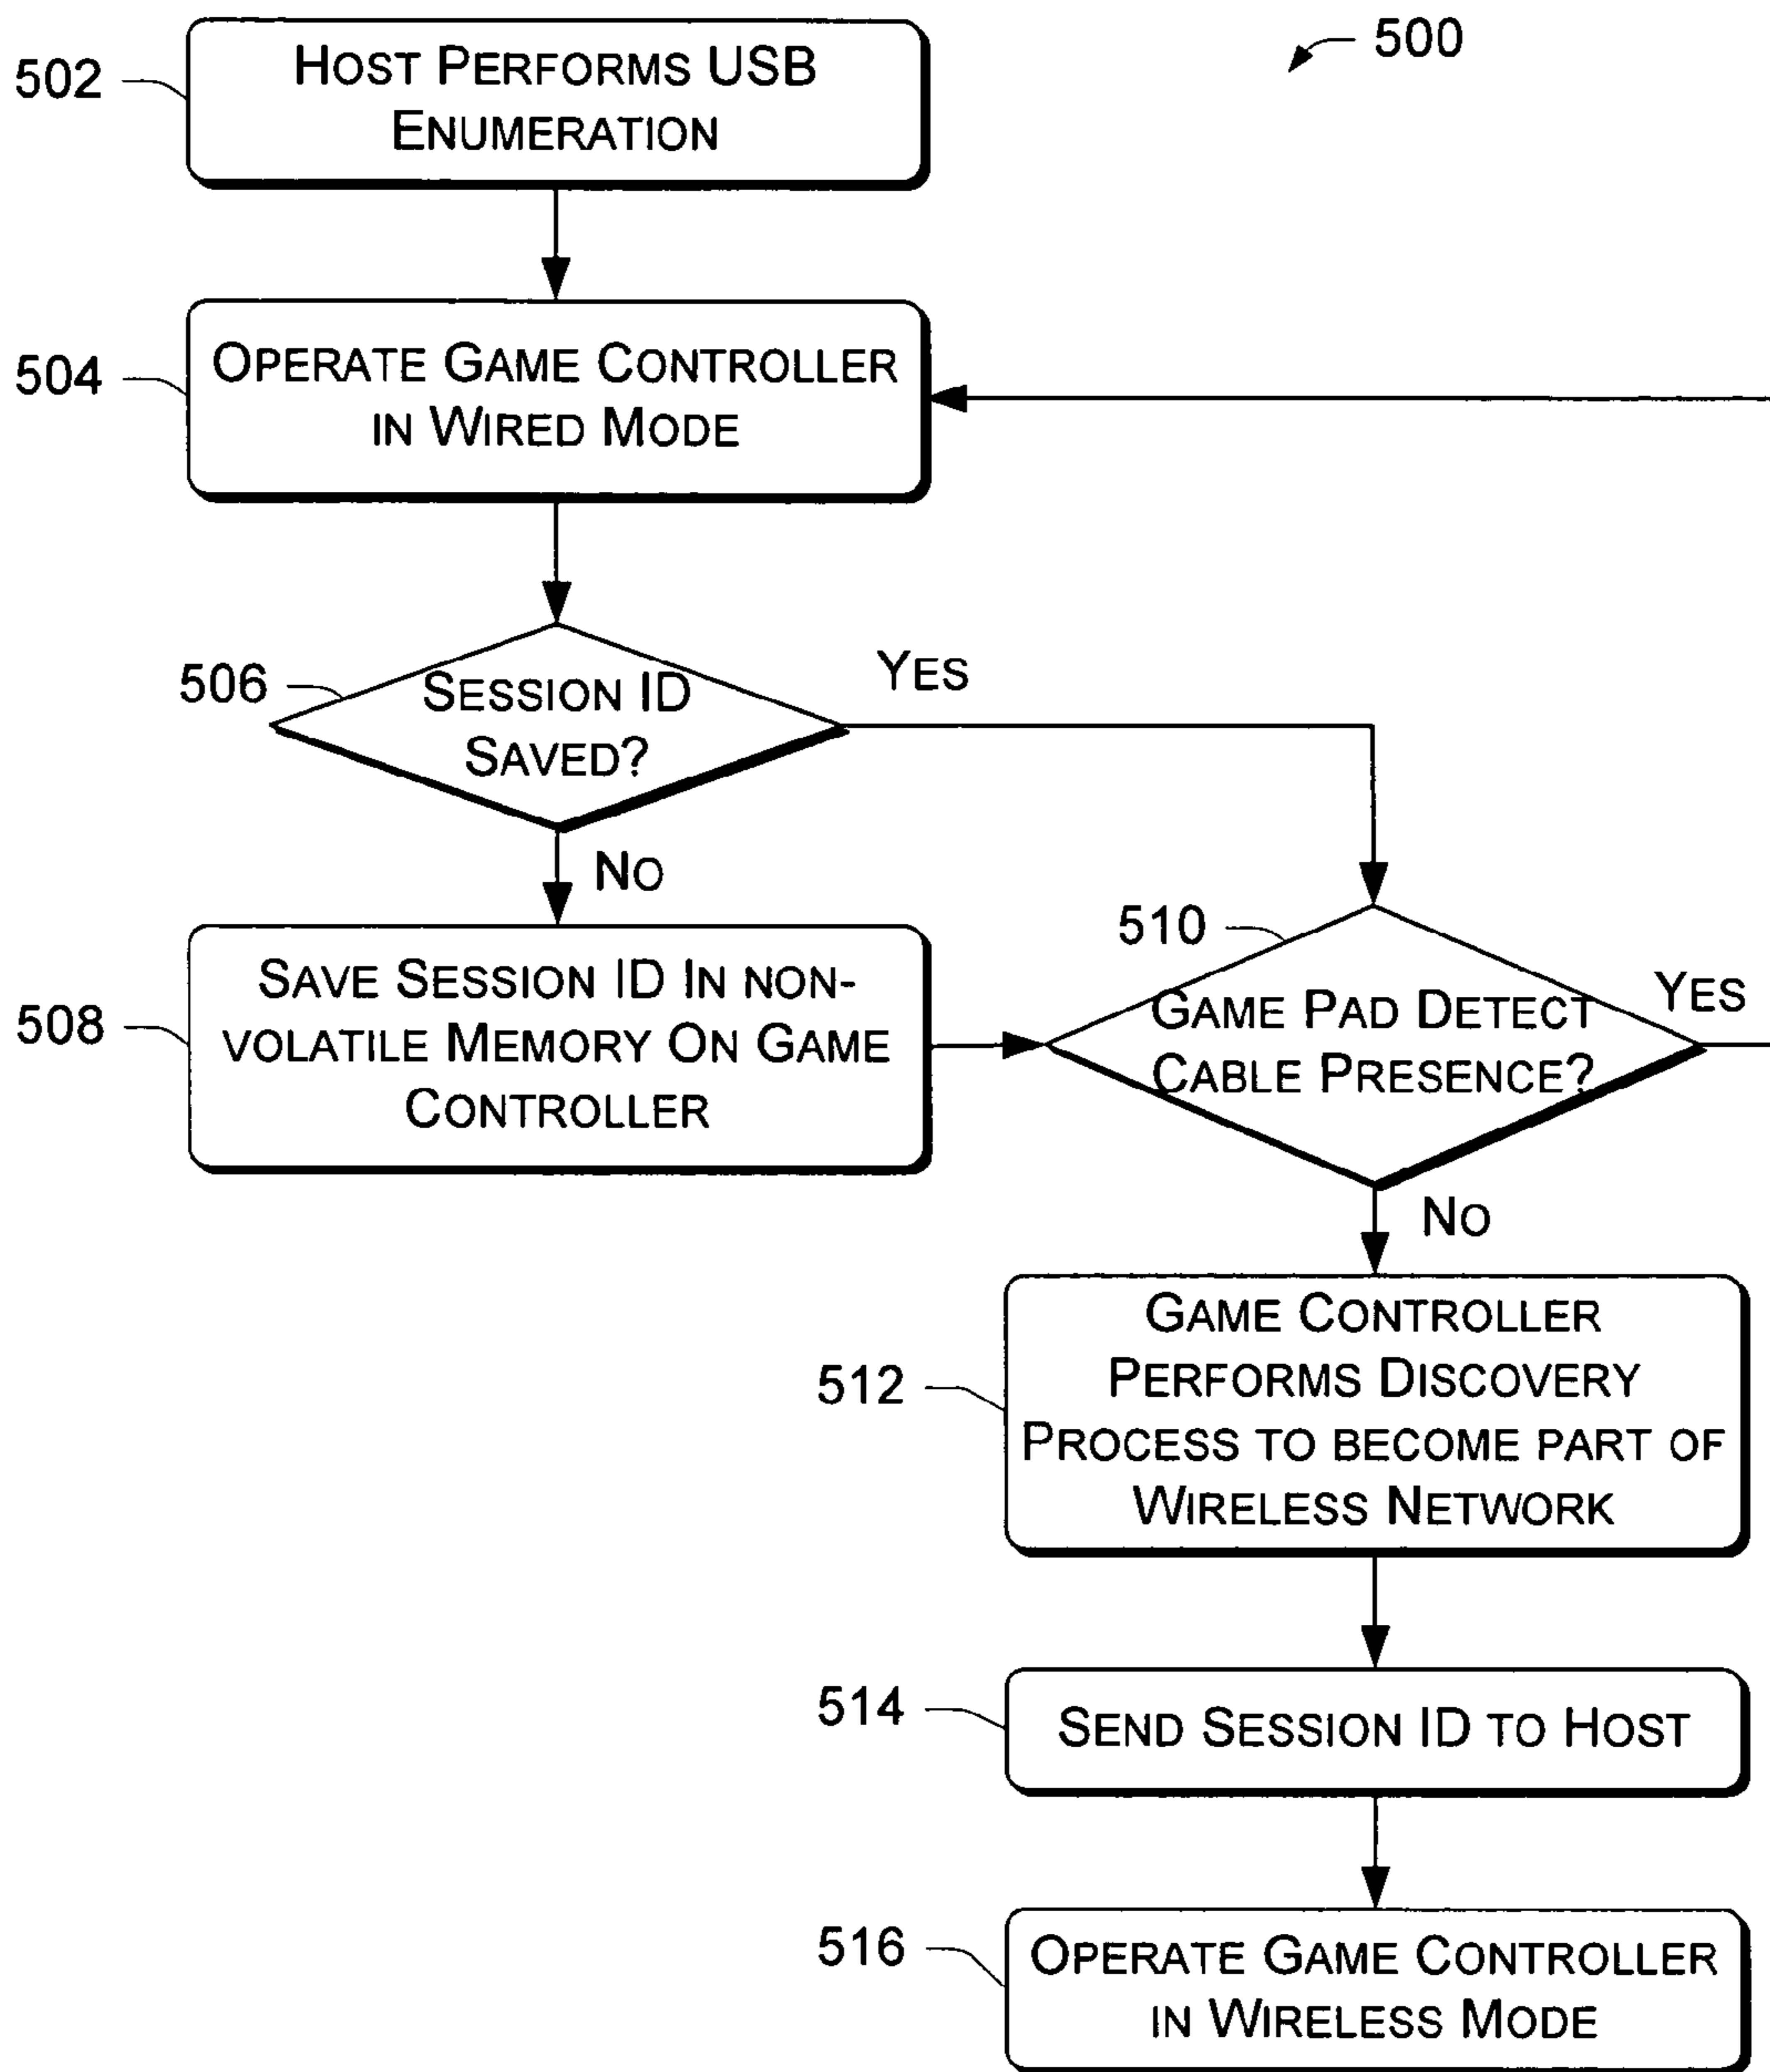 500
502
HOST PERFORMS USB
ENUMERATION
504
OPERATE GAME CONTROLLER
IN WIRED MODE
506
SESSION ID
SAVED?
YES
NO
508
SAVE SESSION ID IN NON-
VOLATILE MEMORY ON GAME
CONTROLLER
510
GAME PAD DETECT
CABLE PRESENCE?
YES
NO
512
GAME CONTROLLER
PERFORMS DISCOVERY
PROCESS TO BECOME PART OF
WIRELESS NETWORK
514
SEND SESSION ID TO HOST
516
OPERATE GAME CONTROLLER
IN WIRELESS MODE